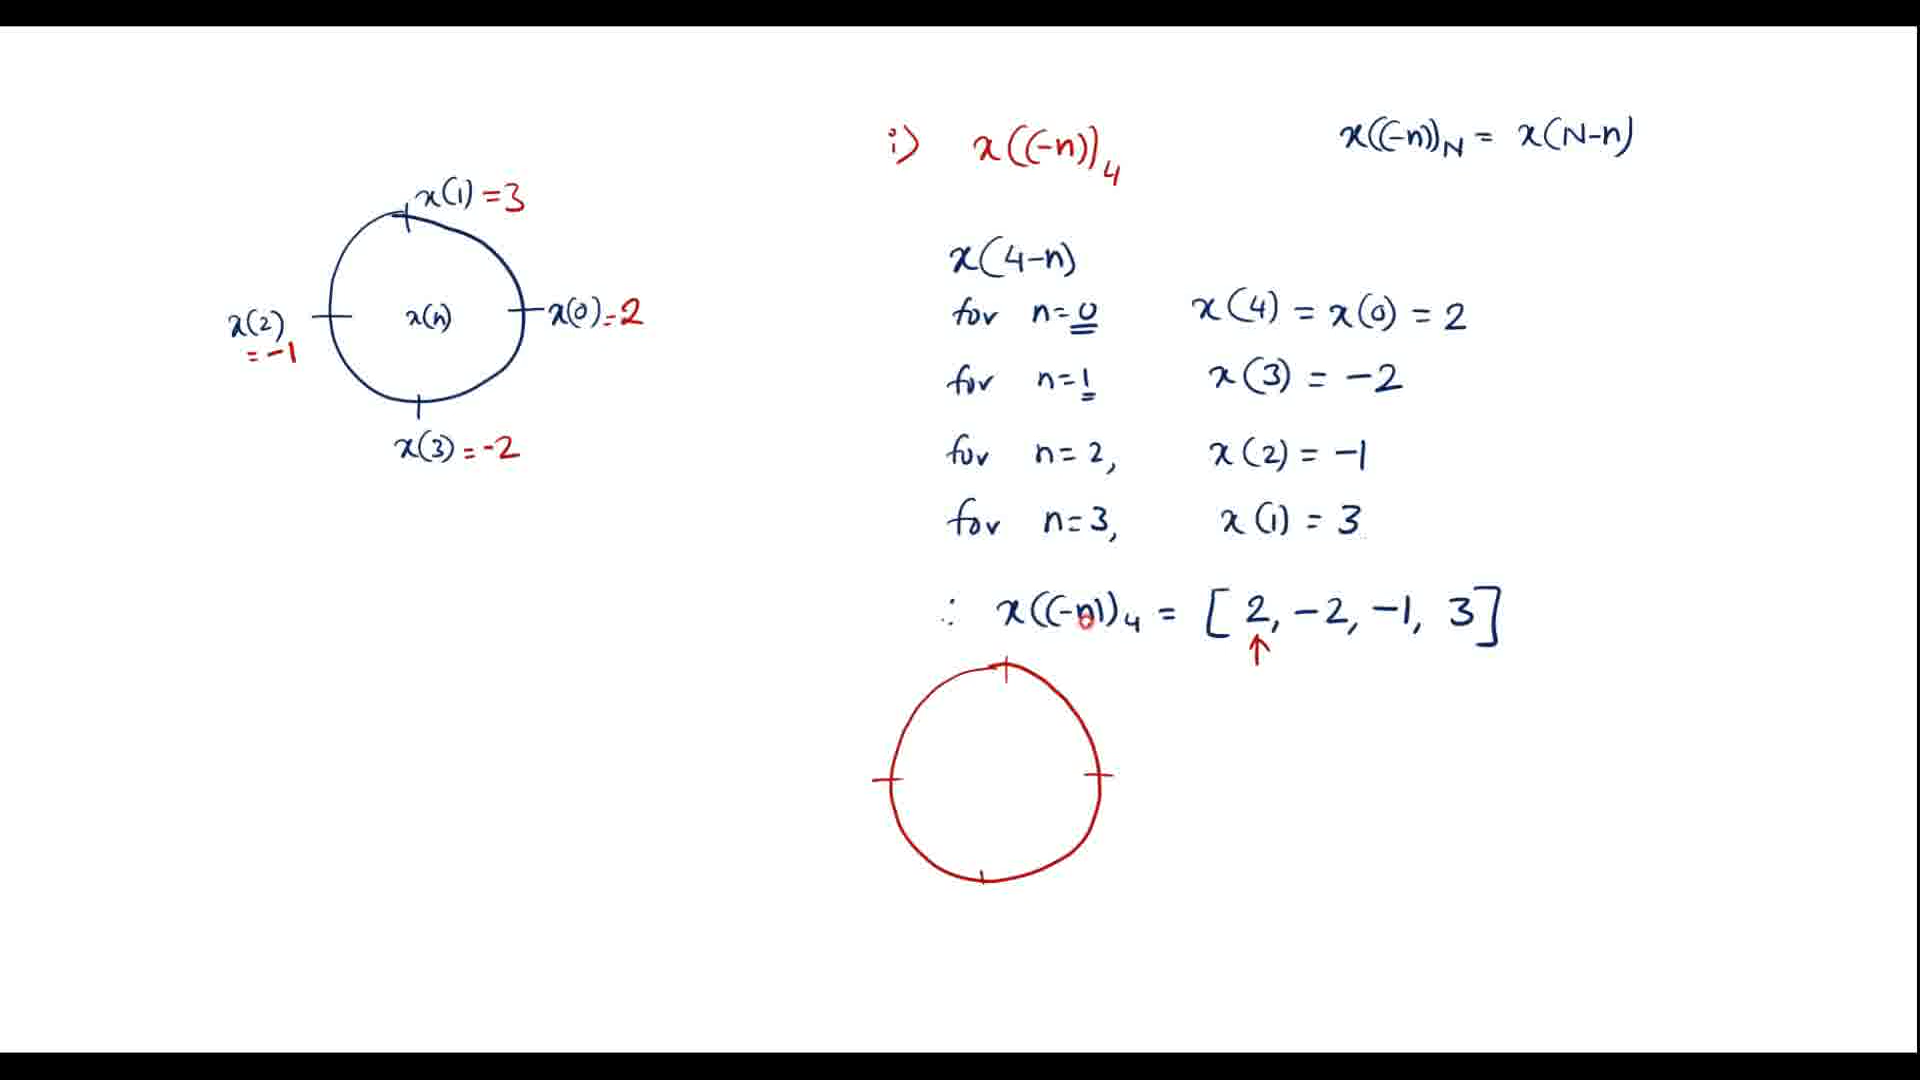 x(1) = 3
x(2) = -1
x(n)
x(0) = 2
x(3) = -2
i) x((-n))₄
x((-n))_N = x(N-n)
x(4-n)
for n=0 x(4) = x(0) = 2
for n=1 x(3) = -2
for n=2, x(2) = -1
for n=3, x(1) = 3
∴ x((-n))₄ = [2, -2, -1, 3]
↑